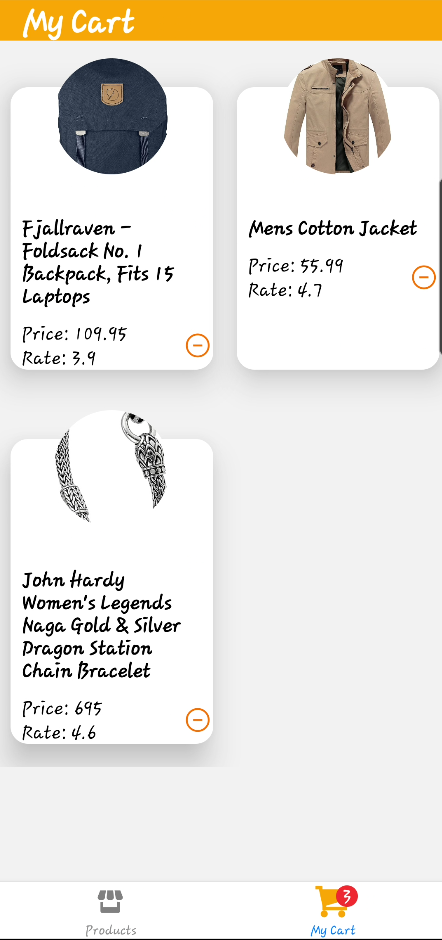 My Cart
Fjallraven -
Foldsack No. 1
Backpack, Fits 15
Laptops
Price: 109.95
Rate: 3.9
Mens Cotton Jacket
Price: 55.99
Rate: 4.7
John Hardy
Women's Legends
Naga Gold & Silver
Dragon Station
Chain Bracelet
Price: 695
Rate: 4.6
Products
3
My Cart